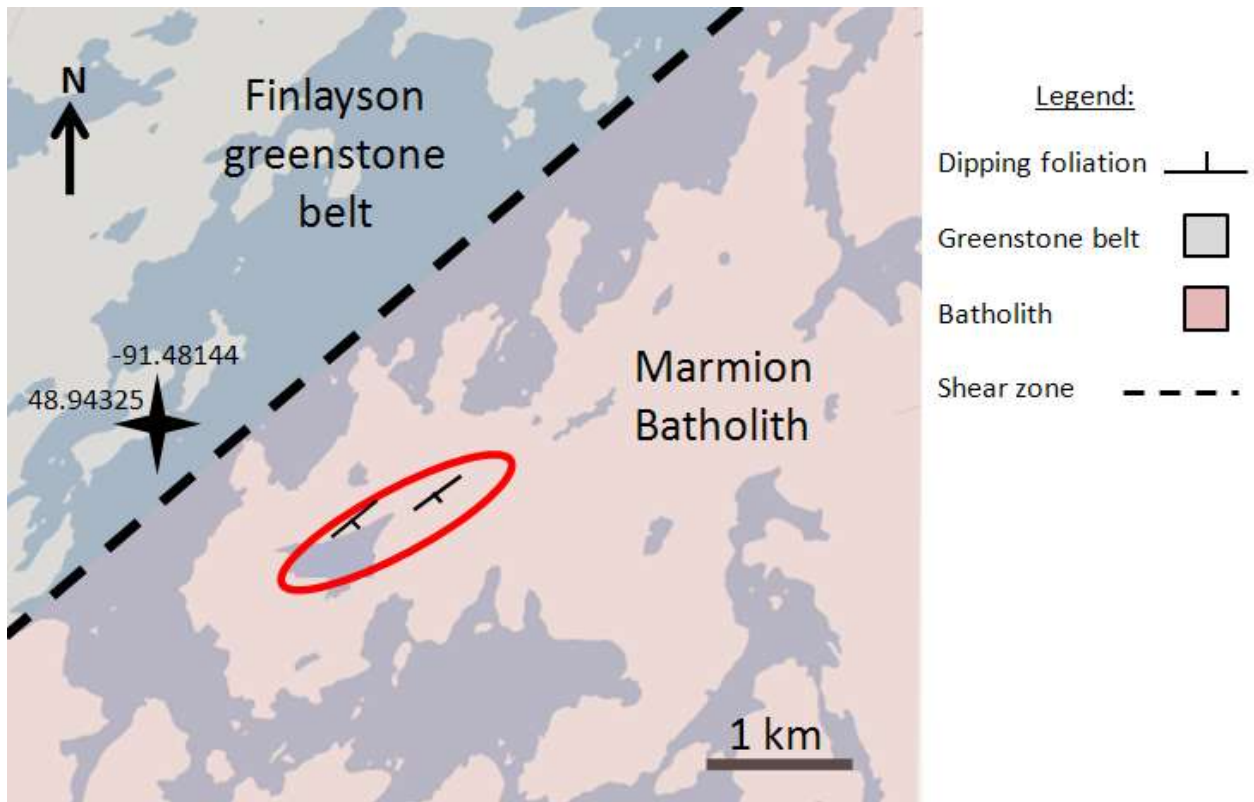 N
Finlayson
greenstone
belt
-91.48144
48.94325
Marmion
Batholith
1 km
Legend:
Dipping foliation
Greenstone belt
Batholith
Shear zone